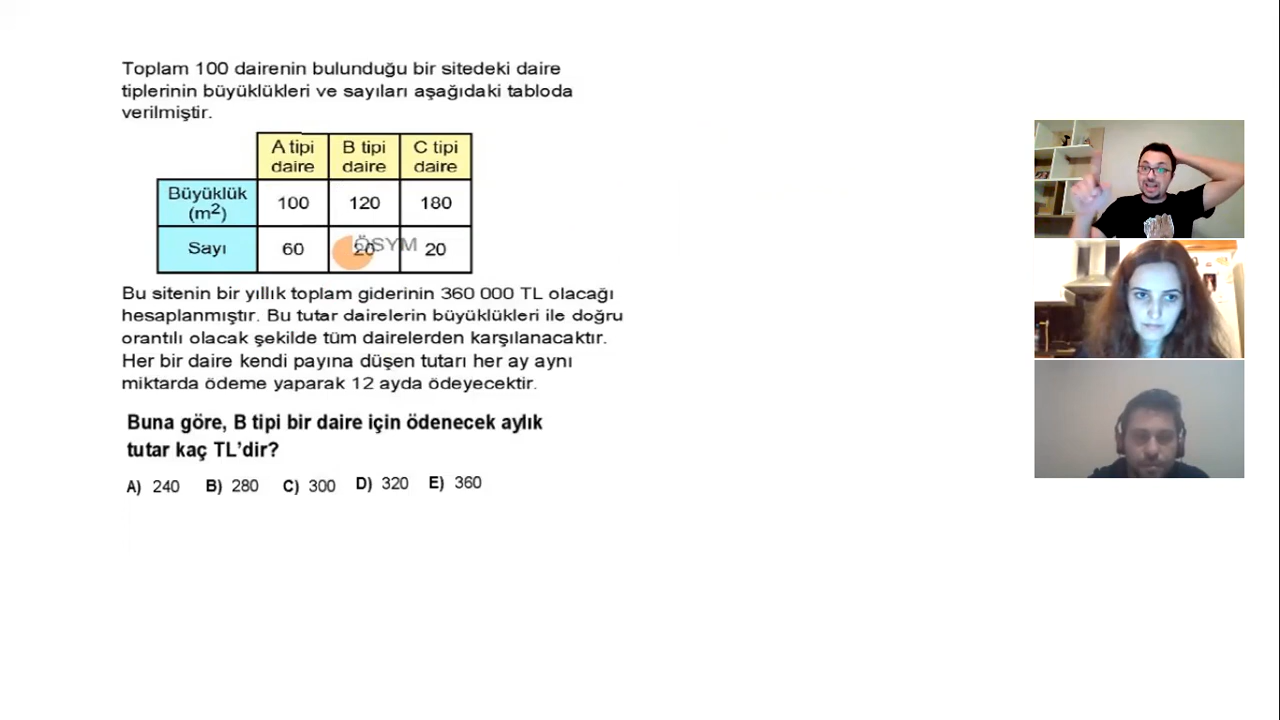 Toplam 100 dairenin bulunduğu bir sitedeki daire
tiplerinin büyüklükleri ve sayıları aşağıdaki tabloda
verilmiştir.
A tipi daire B tipi daire C tipi daire
Büyüklük (m²) 100 120 180
Sayı 60 20 20
ÖSYM
Bu sitenin bir yıllık toplam giderinin 360 000 TL olacağı
hesaplanmıştır. Bu tutar dairelerin büyüklükleri ile doğru
orantılı olacak şekilde tüm dairelerden karşılanacaktır.
Her bir daire kendi payına düşen tutarı her ay aynı
miktarda ödeme yaparak 12 ayda ödeyecektir.
Buna göre, B tipi bir daire için ödenecek aylık
tutar kaç TL'dir?
A) 240 B) 280 C) 300 D) 320 E) 360